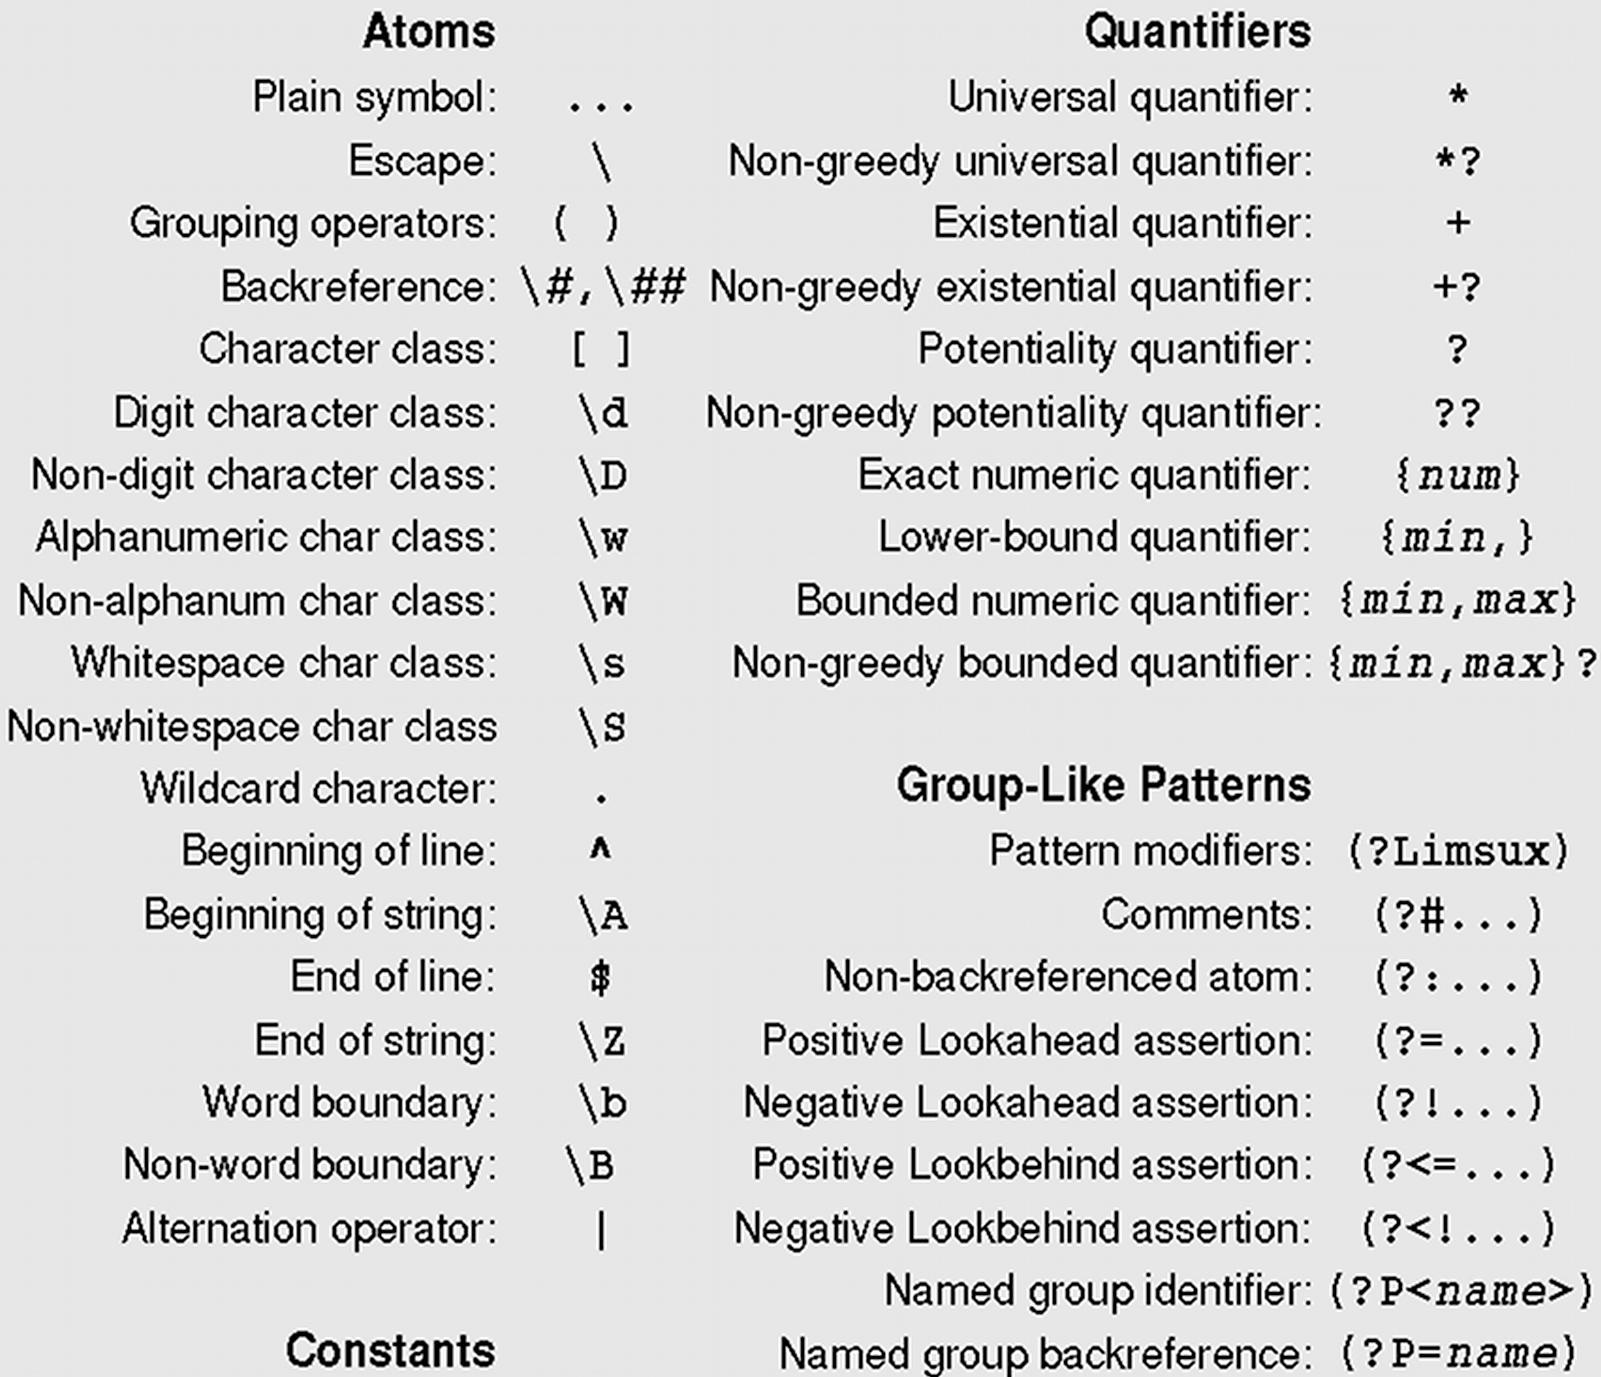 Atoms
Plain symbol: ...
Escape: \
Grouping operators: ( )
Backreference: \#,\##
Character class: [ ]
Digit character class: \d
Non-digit character class: \D
Alphanumeric char class: \w
Non-alphanum char class: \W
Whitespace char class: \s
Non-whitespace char class \S
Wildcard character: .
Beginning of line: ^
Beginning of string: \A
End of line: $
End of string: \Z
Word boundary: \b
Non-word boundary: \B
Alternation operator: |
Constants
Quantifiers
Universal quantifier: *
Non-greedy universal quantifier: *?
Existential quantifier: +
Non-greedy existential quantifier: +?
Potentiality quantifier: ?
Non-greedy potentiality quantifier: ??
Exact numeric quantifier: {num}
Lower-bound quantifier: {min,}
Bounded numeric quantifier: {min,max}
Non-greedy bounded quantifier: {min,max}?
Group-Like Patterns
Pattern modifiers: (?Limsux)
Comments: (?#...)
Non-backreferenced atom: (?:...)
Positive Lookahead assertion: (?=...)
Negative Lookahead assertion: (?!...)
Positive Lookbehind assertion: (?<=...)
Negative Lookbehind assertion: (?<!...)
Named group identifier: (?P<name>)
Named group backreference: (?P=name)